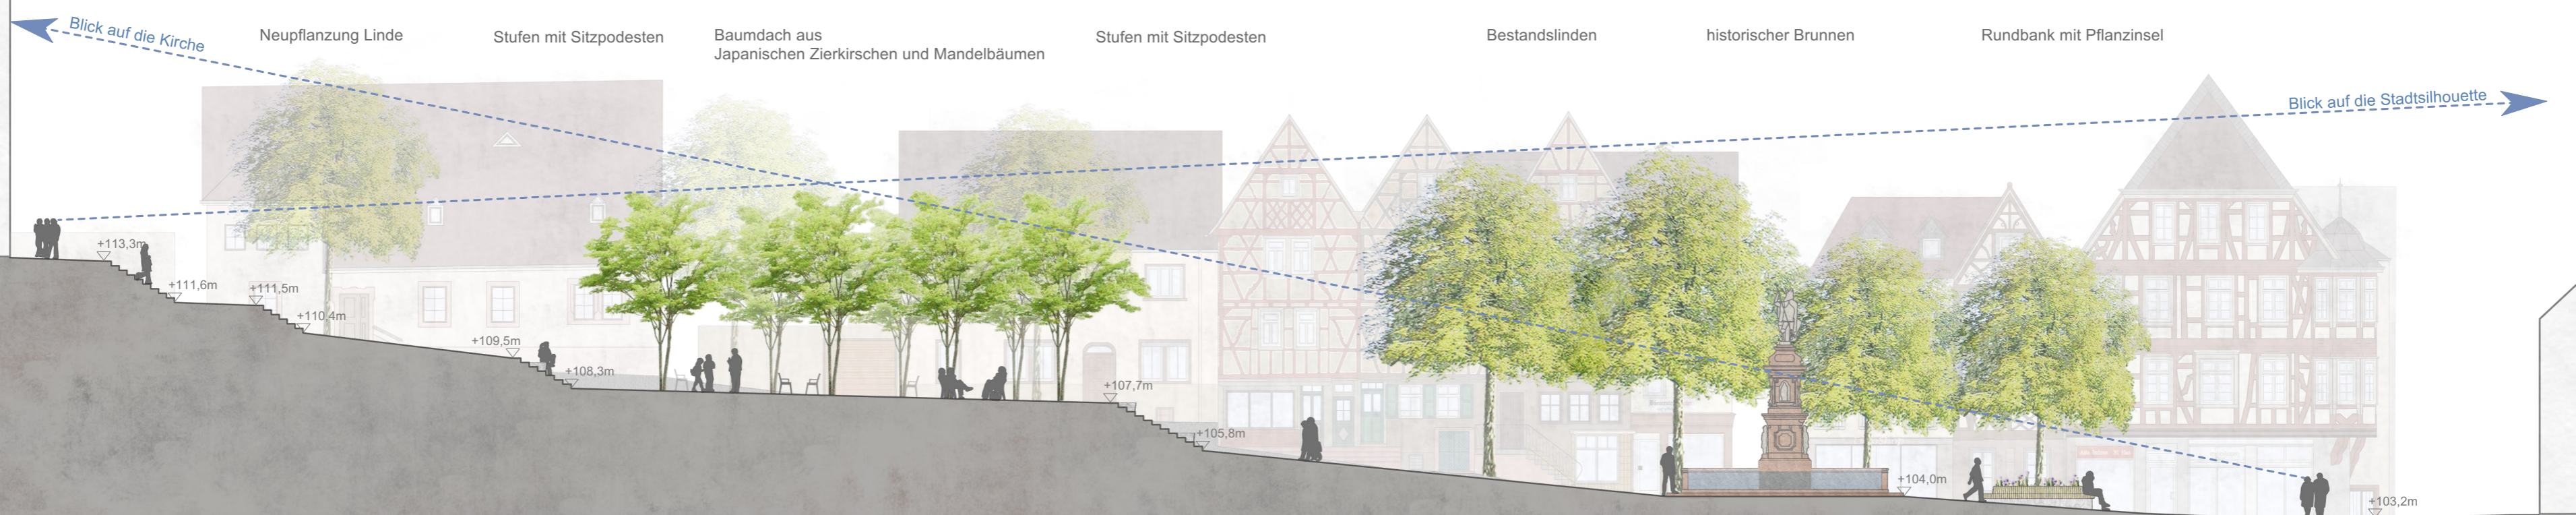 Blick auf die Kirche
Neupflanzung Linde
Stufen mit Sitzpodesten
Baumdach aus
Japanischen Zierkirschen und Mandelbäumen
Stufen mit Sitzpodesten
Bestandslinden
historischer Brunnen
Rundbank mit Pflanzinsel
Blick auf die Stadtsilhouette
+113,3m
+111,6m
+111,5m
+110,4m
+109,5m
+108,3m
+107,7m
+105,8m
+104,0m
+103,2m